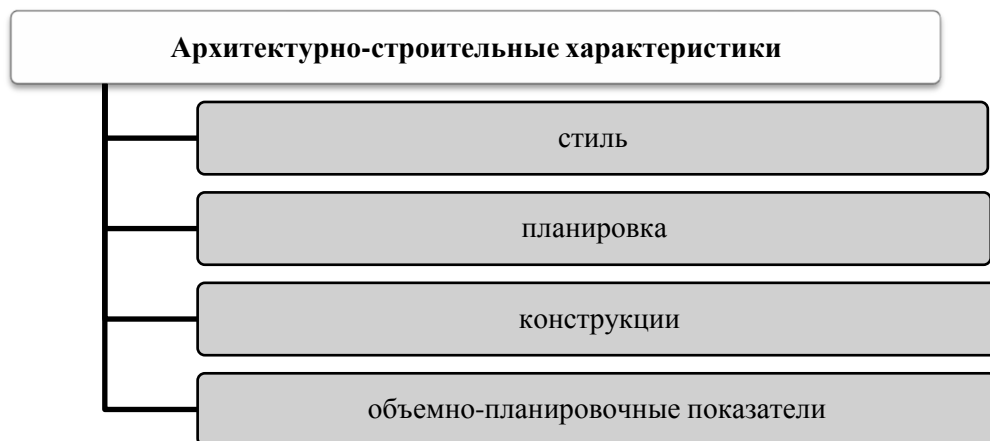 Архитектурно-строительные характеристики
стиль
планировка
конструкции
объемно-планировочные показатели